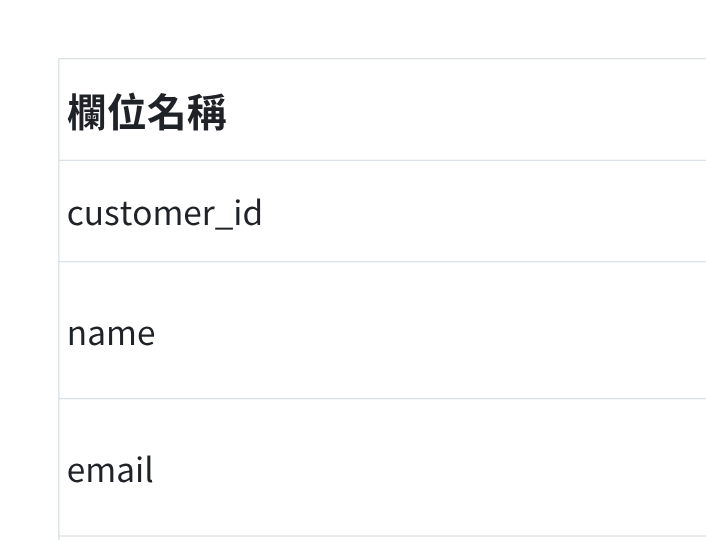 欄位名稱
customer_id
name
email